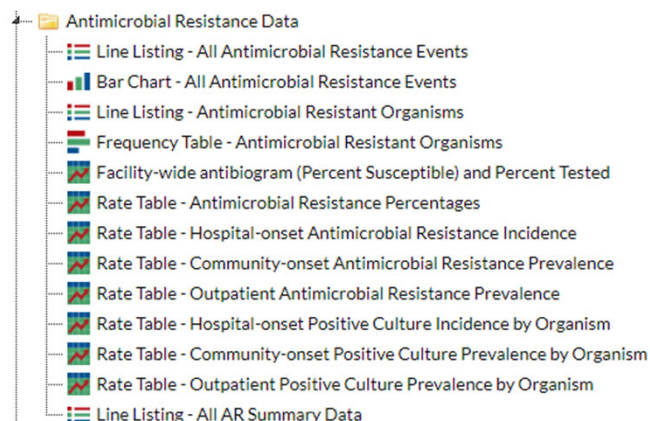 Antimicrobial Resistance Data
Line Listing - All Antimicrobial Resistance Events
Bar Chart - All Antimicrobial Resistance Events
Line Listing - Antimicrobial Resistant Organisms
Frequency Table - Antimicrobial Resistant Organisms
Facility-wide antibiogram (Percent Susceptible) and Percent Tested
Rate Table - Antimicrobial Resistance Percentages
Rate Table - Hospital-onset Antimicrobial Resistance Incidence
Rate Table - Community-onset Antimicrobial Resistance Prevalence
Rate Table - Outpatient Antimicrobial Resistance Prevalence
Rate Table - Hospital-onset Positive Culture Incidence by Organism
Rate Table - Community-onset Positive Culture Prevalence by Organism
Rate Table - Outpatient Positive Culture Prevalence by Organism
Line Listing - All AR Summary Data